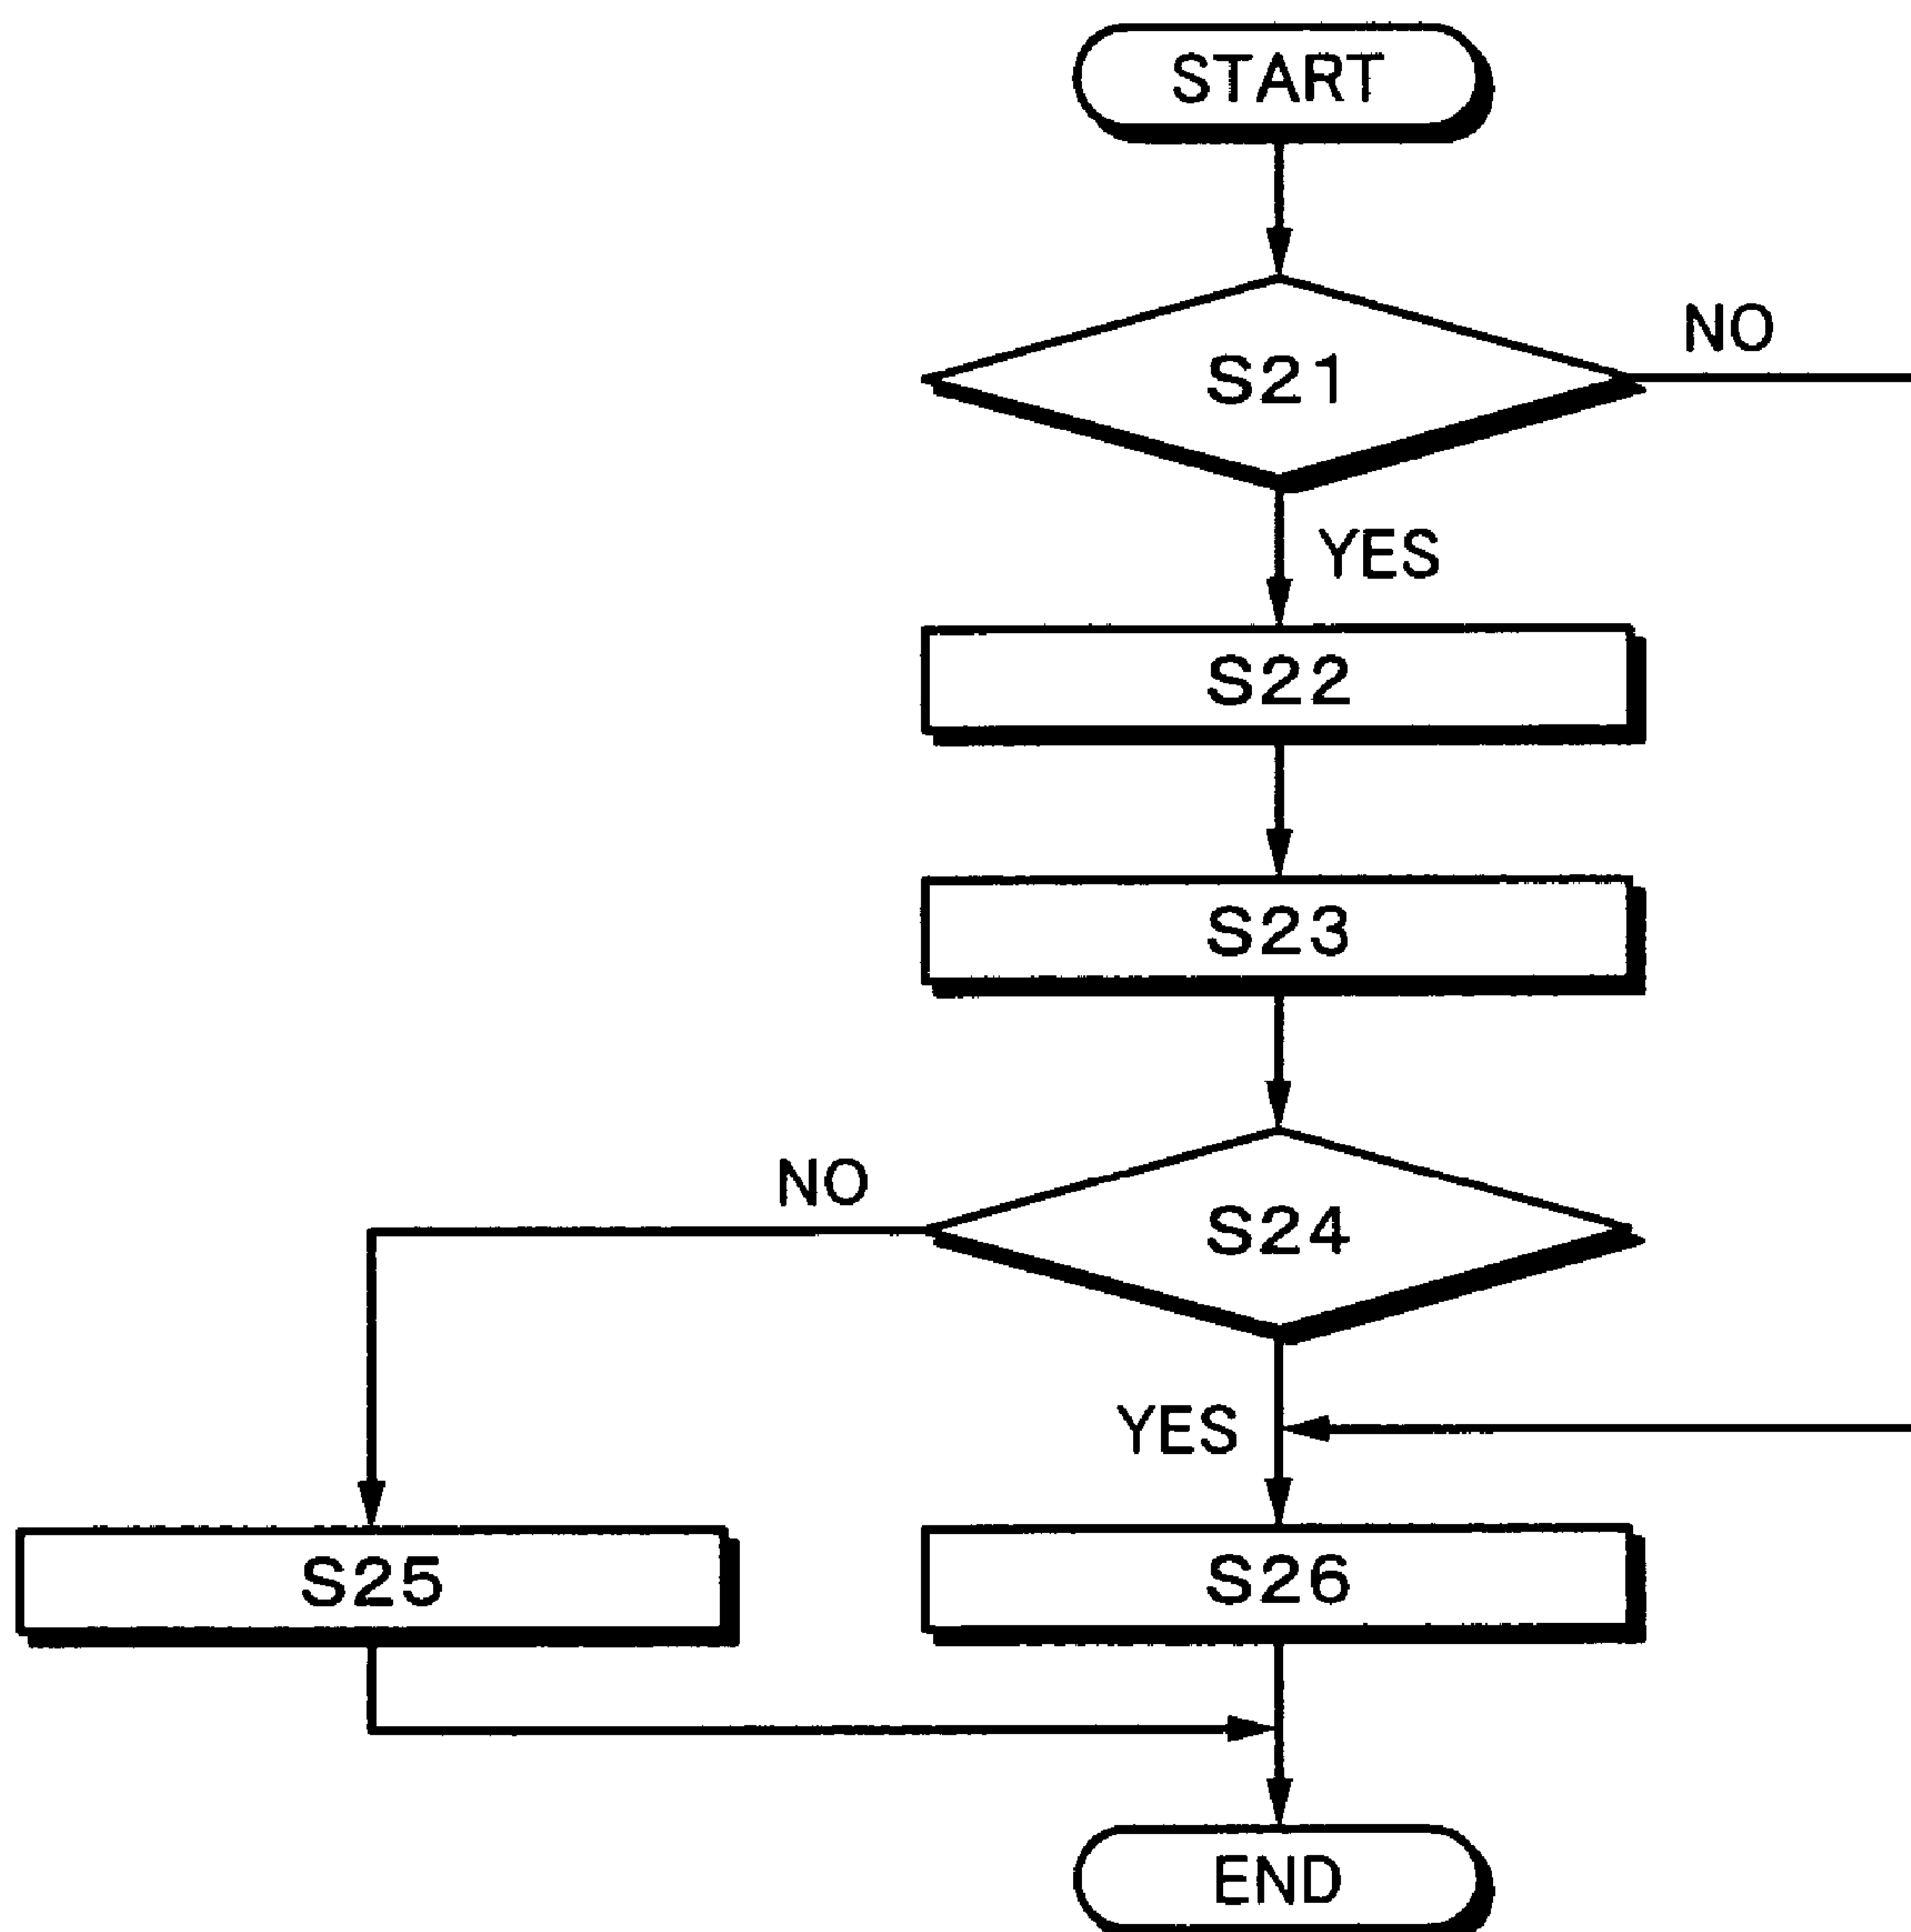 START
S21
NO
YES
S22
S23
NO
S24
YES
S25
S26
END